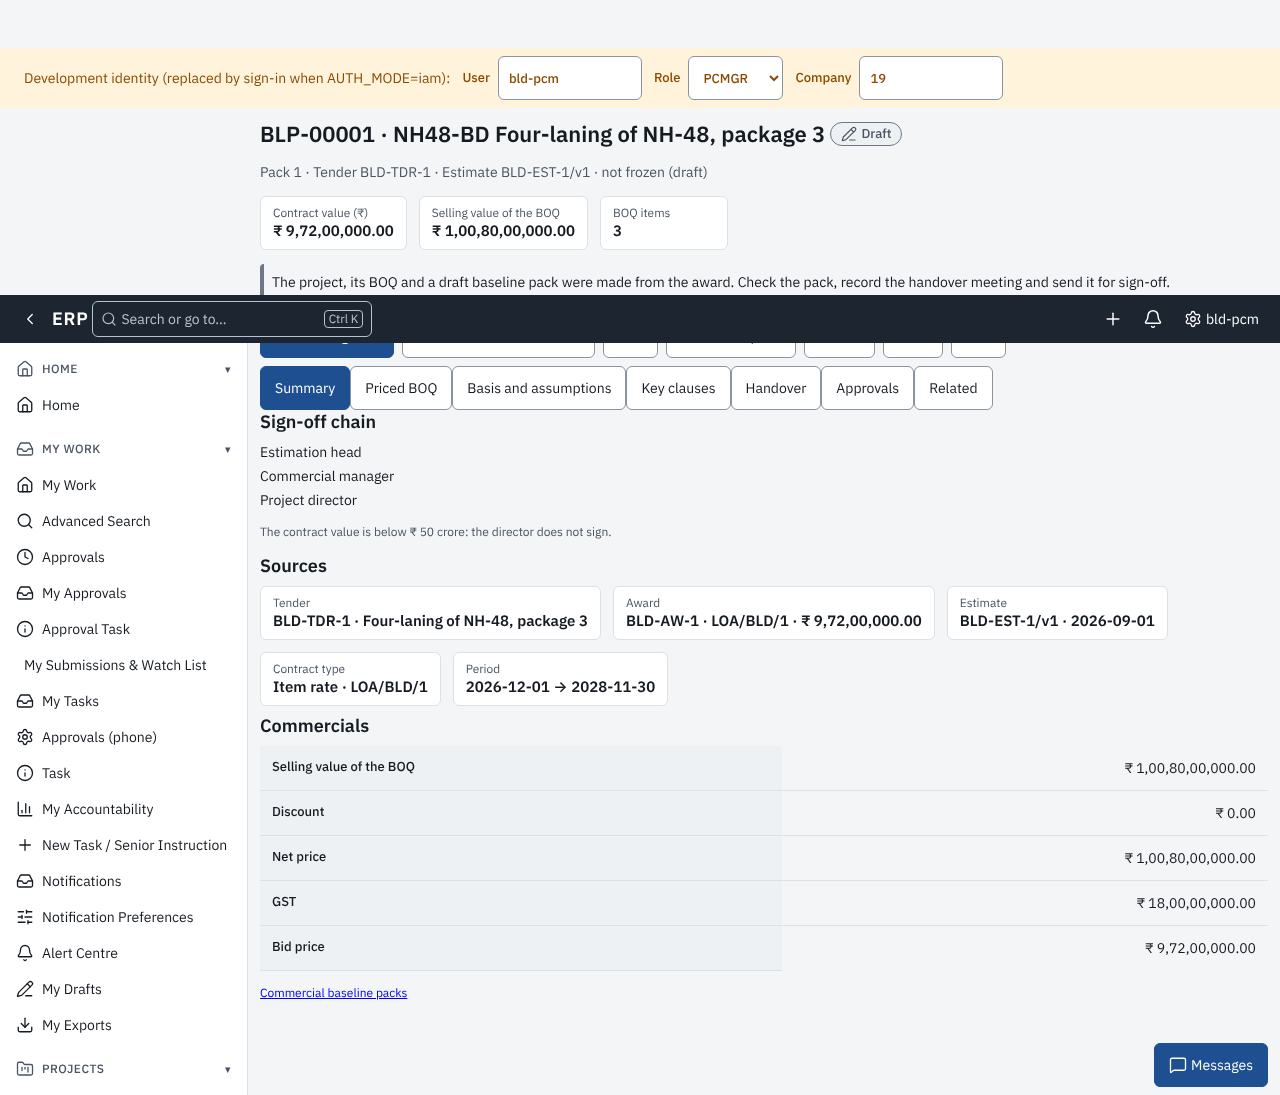 Development identity (replaced by sign-in when AUTH_MODE=iam): User bld-pcm Role PCMGR Company 19
BLP-00001 · NH48-BD Four-laning of NH-48, package 3 Draft
Pack 1 · Tender BLD-TDR-1 · Estimate BLD-EST-1/v1 · not frozen (draft)
Contract value (₹) Selling value of the BOQ BOQ items
₹ 9,72,00,000.00 ₹ 1,00,80,00,000.00 3
The project, its BOQ and a draft baseline pack were made from the award. Check the pack, record the handover meeting and send it for sign-off.
ERP Search or go to... Ctrl K bld-pcm
HOME
Home
MY WORK
My Work
Advanced Search
Approvals
My Approvals
Approval Task
My Submissions & Watch List
My Tasks
Approvals (phone)
Task
My Accountability
New Task / Senior Instruction
Notifications
Notification Preferences
Alert Centre
My Drafts
My Exports
PROJECTS
Summary Priced BOQ Basis and assumptions Key clauses Handover Approvals Related
Sign-off chain
Estimation head
Commercial manager
Project director
The contract value is below ₹ 50 crore: the director does not sign.
Sources
Tender Award Estimate
BLD-TDR-1 · Four-laning of NH-48, package 3 BLD-AW-1 · LOA/BLD/1 · ₹ 9,72,00,000.00 BLD-EST-1/v1 · 2026-09-01
Contract type Period
Item rate · LOA/BLD/1 2026-12-01 → 2028-11-30
Commercials
Selling value of the BOQ ₹ 1,00,80,00,000.00
Discount ₹ 0.00
Net price ₹ 1,00,80,00,000.00
GST ₹ 18,00,00,000.00
Bid price ₹ 9,72,00,000.00
Commercial baseline packs
Messages